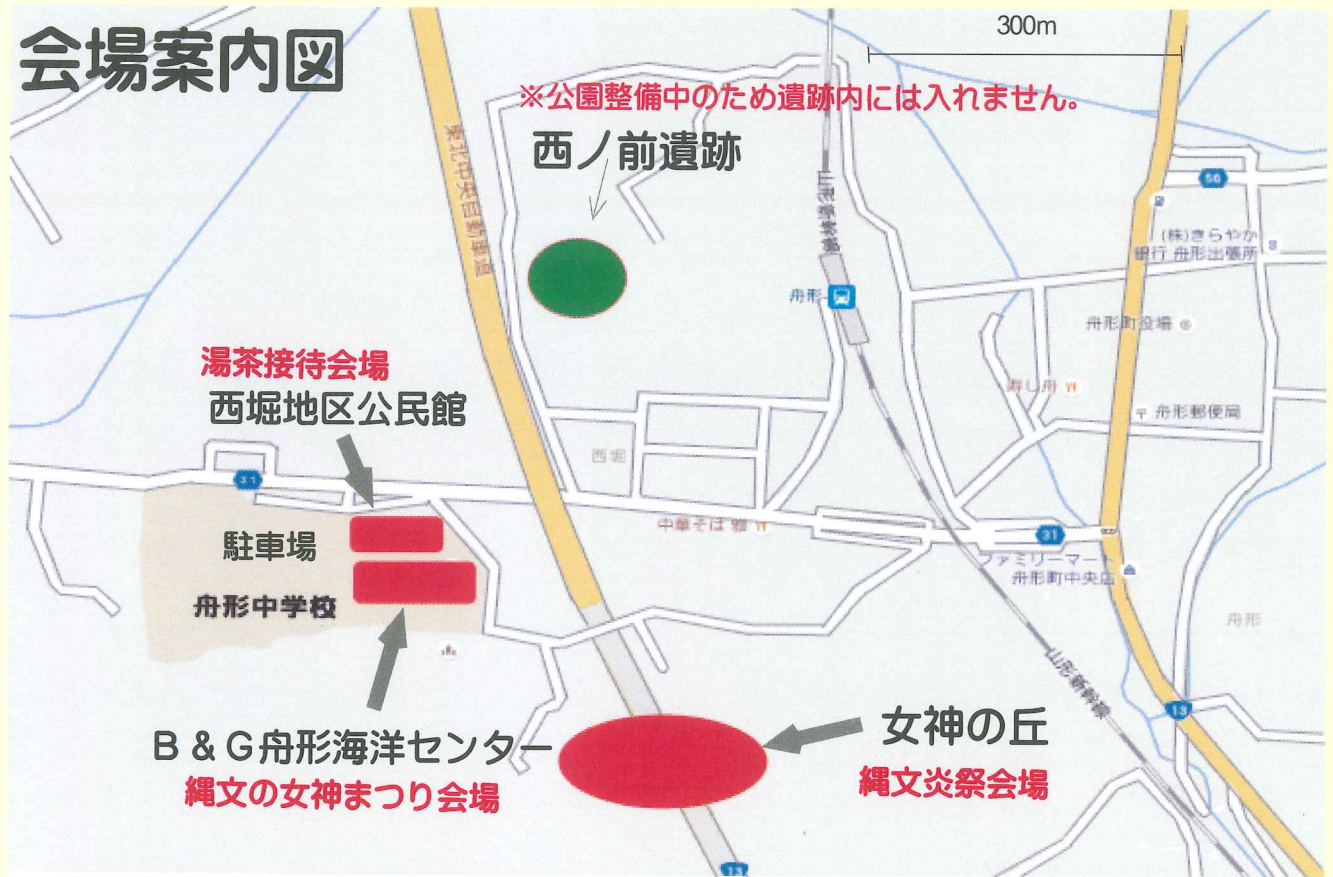 会場案内図
300m
※公園整備中のため遺跡内には入れません。
西ノ前遺跡
東北中央自動車道
山形新幹線
56
(株)きらやか
銀行 舟形出張所
舟形
舟形町役場
寿し舟
〒 舟形郵便局
湯茶接待会場
西堀地区公民館
西堀
31
中華そば 雅
31
ファミリーマート
舟形町中央店
駐車場
舟形中学校
舟形
山形新幹線
13
B & G舟形海洋センター
縄文の女神まつり会場
女神の丘
縄文炎祭会場
13